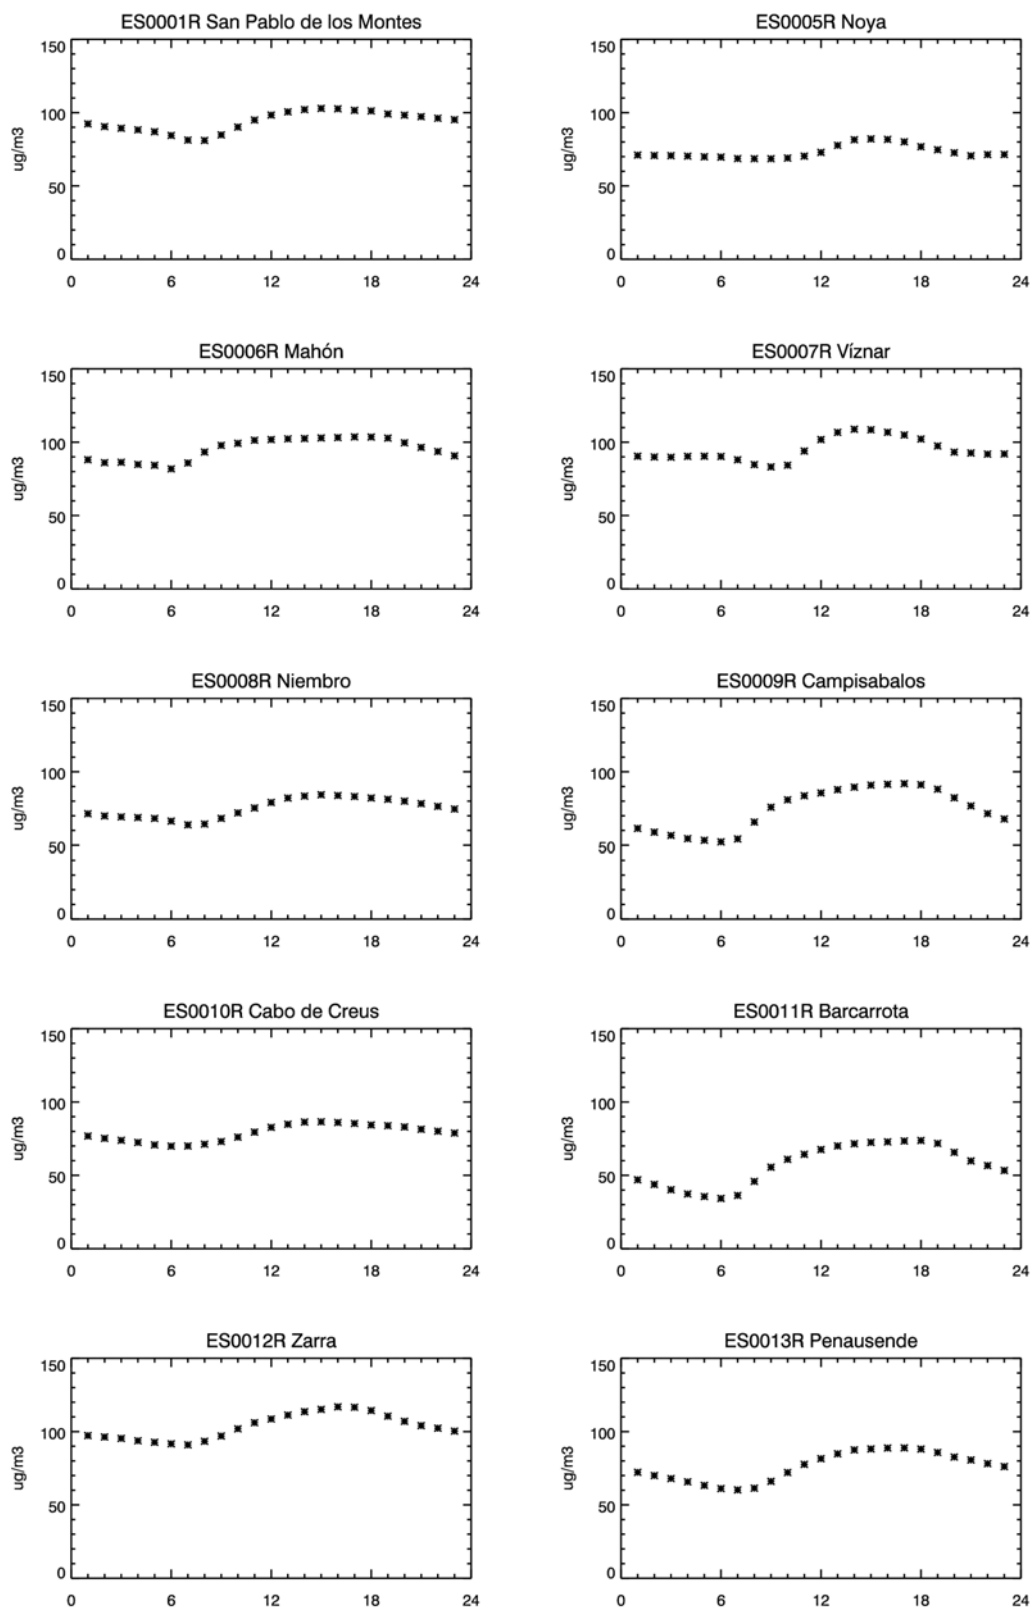 ES0001R San Pablo de los Montes
150
100
50
0
ug/m3
0 6 12 18 24
ES0005R Noya
150
100
50
0
ug/m3
0 6 12 18 24
ES0006R Mahón
150
100
50
0
ug/m3
0 6 12 18 24
ES0007R Víznar
150
100
50
0
ug/m3
0 6 12 18 24
ES0008R Niembro
150
100
50
0
ug/m3
0 6 12 18 24
ES0009R Campisabalos
150
100
50
0
ug/m3
0 6 12 18 24
ES0010R Cabo de Creus
150
100
50
0
ug/m3
0 6 12 18 24
ES0011R Barcarrota
150
100
50
0
ug/m3
0 6 12 18 24
ES0012R Zarra
150
100
50
0
ug/m3
0 6 12 18 24
ES0013R Penausende
150
100
50
0
ug/m3
0 6 12 18 24